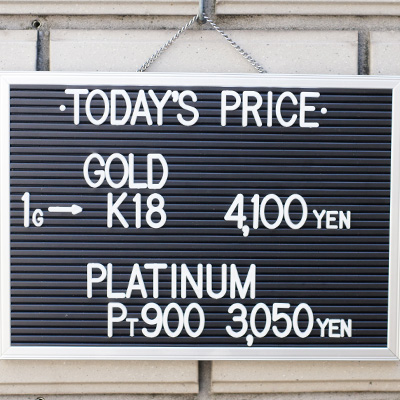 ·TODAY'S PRICE·
GOLD
1G→ K18 4,100 YEN
PLATINUM
PT900 3,050 YEN